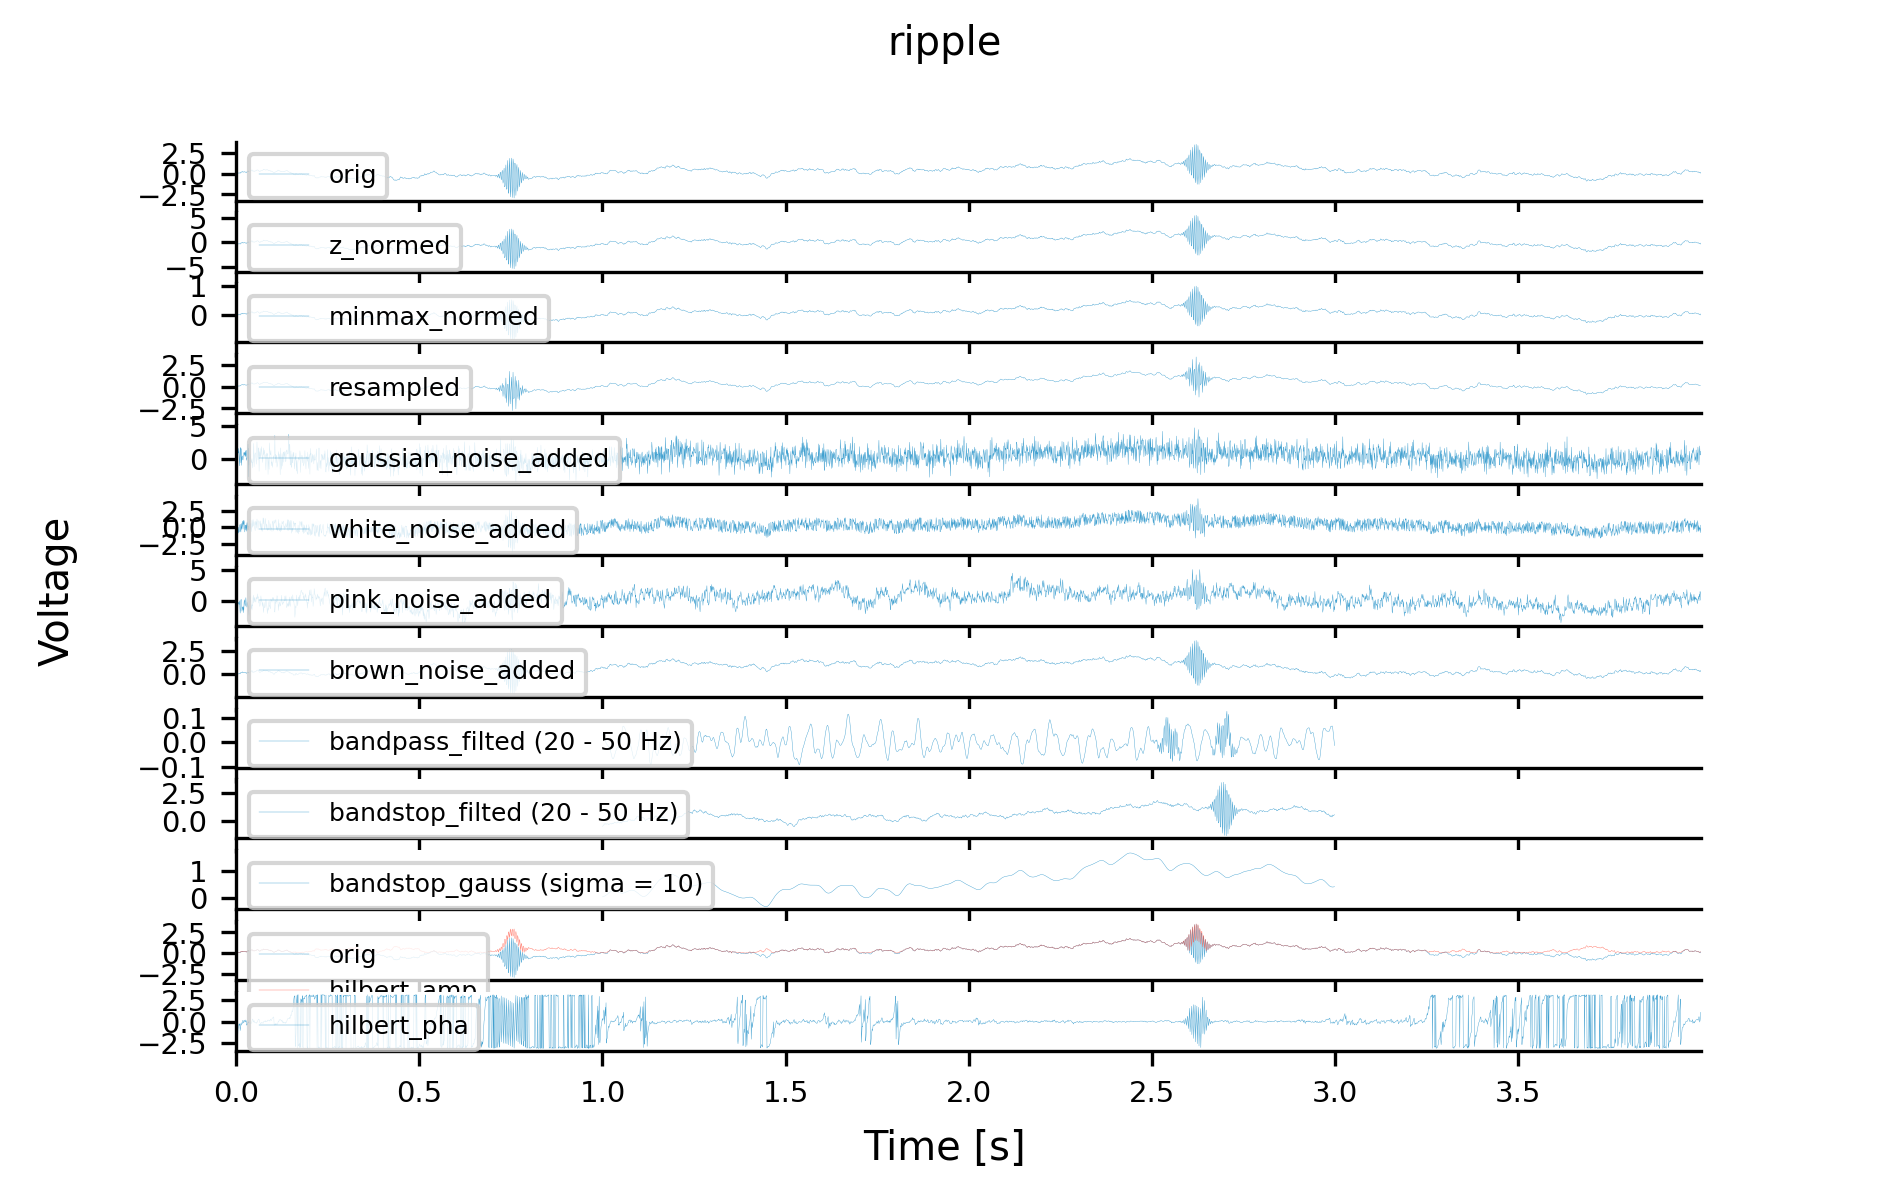 ripple
Voltage
2.5
0.0
−2.5
orig
5
0
−5
z_normed
1
0
minmax_normed
2.5
0.0
−2.5
resampled
5
0
gaussian_noise_added
2.5
0.0
−2.5
white_noise_added
5
0
pink_noise_added
2.5
0.0
brown_noise_added
0.1
0.0
−0.1
bandpass_filted (20 - 50 Hz)
2.5
0.0
bandstop_filted (20 - 50 Hz)
1
0
bandstop_gauss (sigma = 10)
2.5
0.0
−2.5
orig
hilbert_amp
2.5
0.0
−2.5
hilbert_pha
0.0 0.5 1.0 1.5 2.0 2.5 3.0 3.5
Time [s]